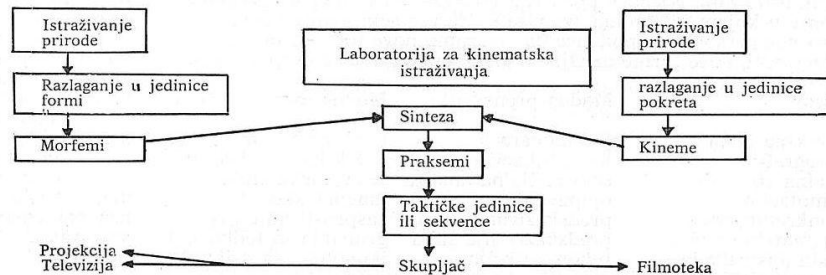 Istraživanje
prirode
Razlaganje u jedinice
formi
Morfemi
Laboratorija za kinematska
istraživanja
Sinteza
Praksemi
Taktičke jedinice
ili sekvence
Skupljač
Istraživanje
prirode
razlaganje u jedinice
pokreta
Kineme
Projekcija
Televizija
Filmoteka